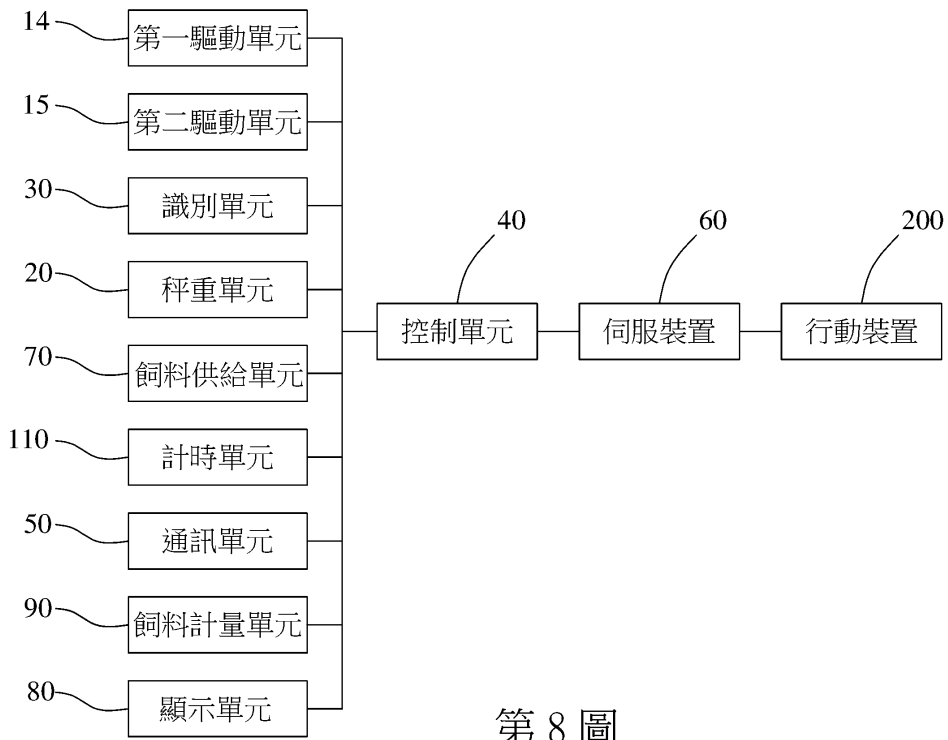 14 第一驅動單元
15 第二驅動單元
30 識別單元
20 秤重單元
70 飼料供給單元
110 計時單元
50 通訊單元
90 飼料計量單元
80 顯示單元
40 60 200
控制單元 伺服裝置 行動裝置
第 8 圖